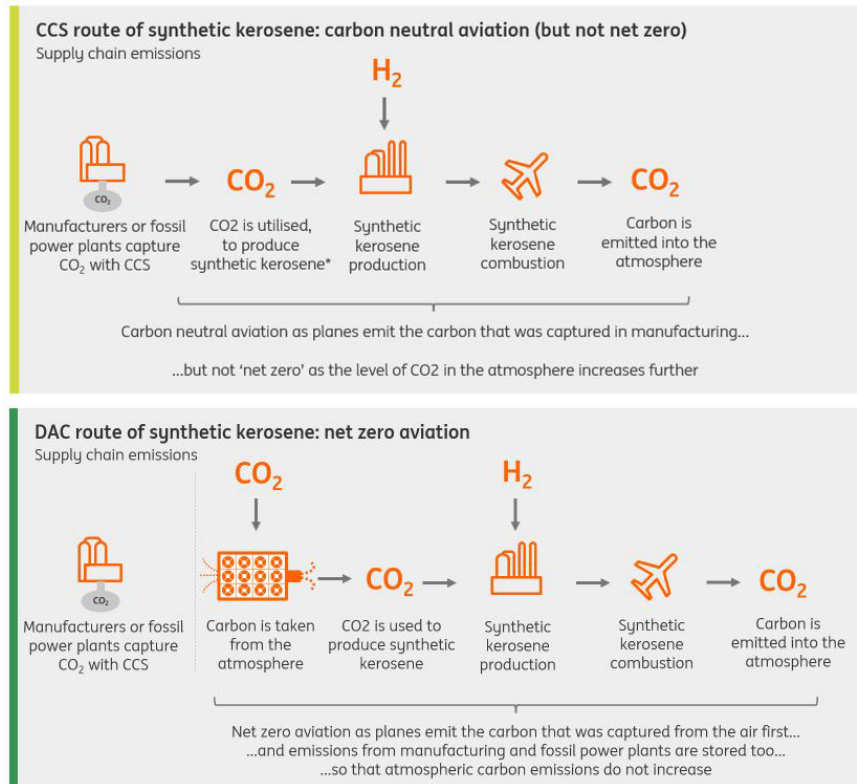 CCS route of synthetic kerosene: carbon neutral aviation (but not net zero)
Supply chain emissions
H₂
CO₂
CO₂
CO₂
Manufacturers or fossil
power plants capture
CO₂ with CCS
CO2 is utilised,
to produce
synthetic kerosene*
Synthetic
kerosene
production
Synthetic
kerosene
combustion
Carbon is
emitted into the
atmosphere
Carbon neutral aviation as planes emit the carbon that was captured in manufacturing...
...but not 'net zero' as the level of CO2 in the atmosphere increases further
DAC route of synthetic kerosene: net zero aviation
Supply chain emissions
CO₂
H₂
CO₂
CO₂
CO₂
Manufacturers or fossil
power plants capture
CO₂ with CCS
Carbon is taken
from the
atmosphere
CO2 is used to
produce synthetic
kerosene
Synthetic
kerosene
production
Synthetic
kerosene
combustion
Carbon is
emitted into the
atmosphere
Net zero aviation as planes emit the carbon that was captured from the air first...
...and emissions from manufacturing and fossil power plants are stored too...
...so that atmospheric carbon emissions do not increase